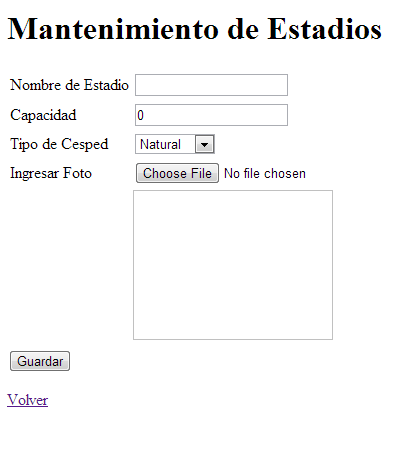 Mantenimiento de Estadios
Nombre de Estadio
Capacidad 0
Tipo de Cesped Natural
Ingresar Foto Choose File No file chosen
Guardar
Volver